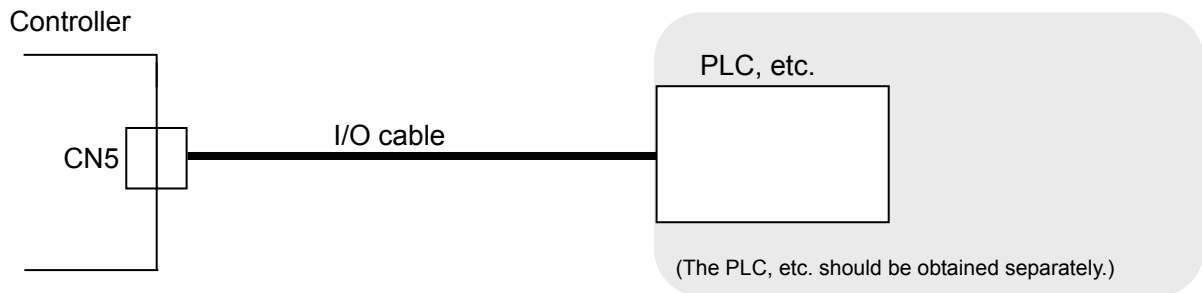 Controller
PLC, etc.
I/O cable
CN5
(The PLC, etc. should be obtained separately.)